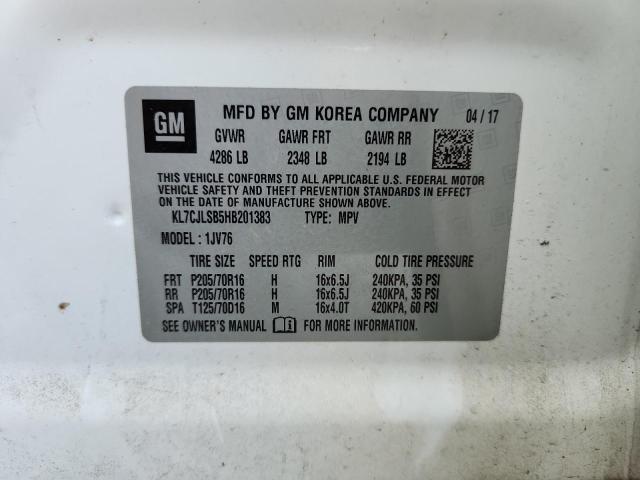 GM MFD BY GM KOREA COMPANY 04 / 17
GVWR GAWR FRT GAWR RR
4286 LB 2348 LB 2194 LB
THIS VEHICLE CONFORMS TO ALL APPLICABLE U.S. FEDERAL MOTOR
VEHICLE SAFETY AND THEFT PREVENTION STANDARDS IN EFFECT
ON THE DATE OF MANUFACTURE SHOWN ABOVE.
KL7CJLSB5HB201383 TYPE: MPV
MODEL: 1JV76
TIRE SIZE SPEED RTG RIM COLD TIRE PRESSURE
FRT P205/70R16 H 16x6.5J 240KPA, 35 PSI
RR P205/70R16 H 16x6.5J 240KPA, 35 PSI
SPA T125/70D16 M 16x4.0T 420KPA, 60 PSI
SEE OWNER'S MANUAL FOR MORE INFORMATION.